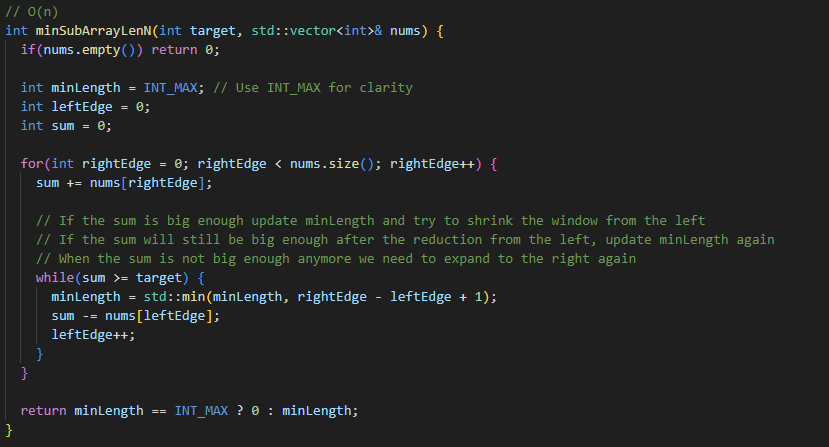 // O(n)
int minSubArrayLenN(int target, std::vector<int>& nums) {
  if(nums.empty()) return 0;

  int minLength = INT_MAX; // Use INT_MAX for clarity
  int leftEdge = 0;
  int sum = 0;

  for(int rightEdge = 0; rightEdge < nums.size(); rightEdge++) {
    sum += nums[rightEdge];

    // If the sum is big enough update minLength and try to shrink the window from the left
    // If the sum will still be big enough after the reduction from the left, update minLength again
    // When the sum is not big enough anymore we need to expand to the right again
    while(sum >= target) {
      minLength = std::min(minLength, rightEdge - leftEdge + 1);
      sum -= nums[leftEdge];
      leftEdge++;
    }
  }

  return minLength == INT_MAX ? 0 : minLength;
}